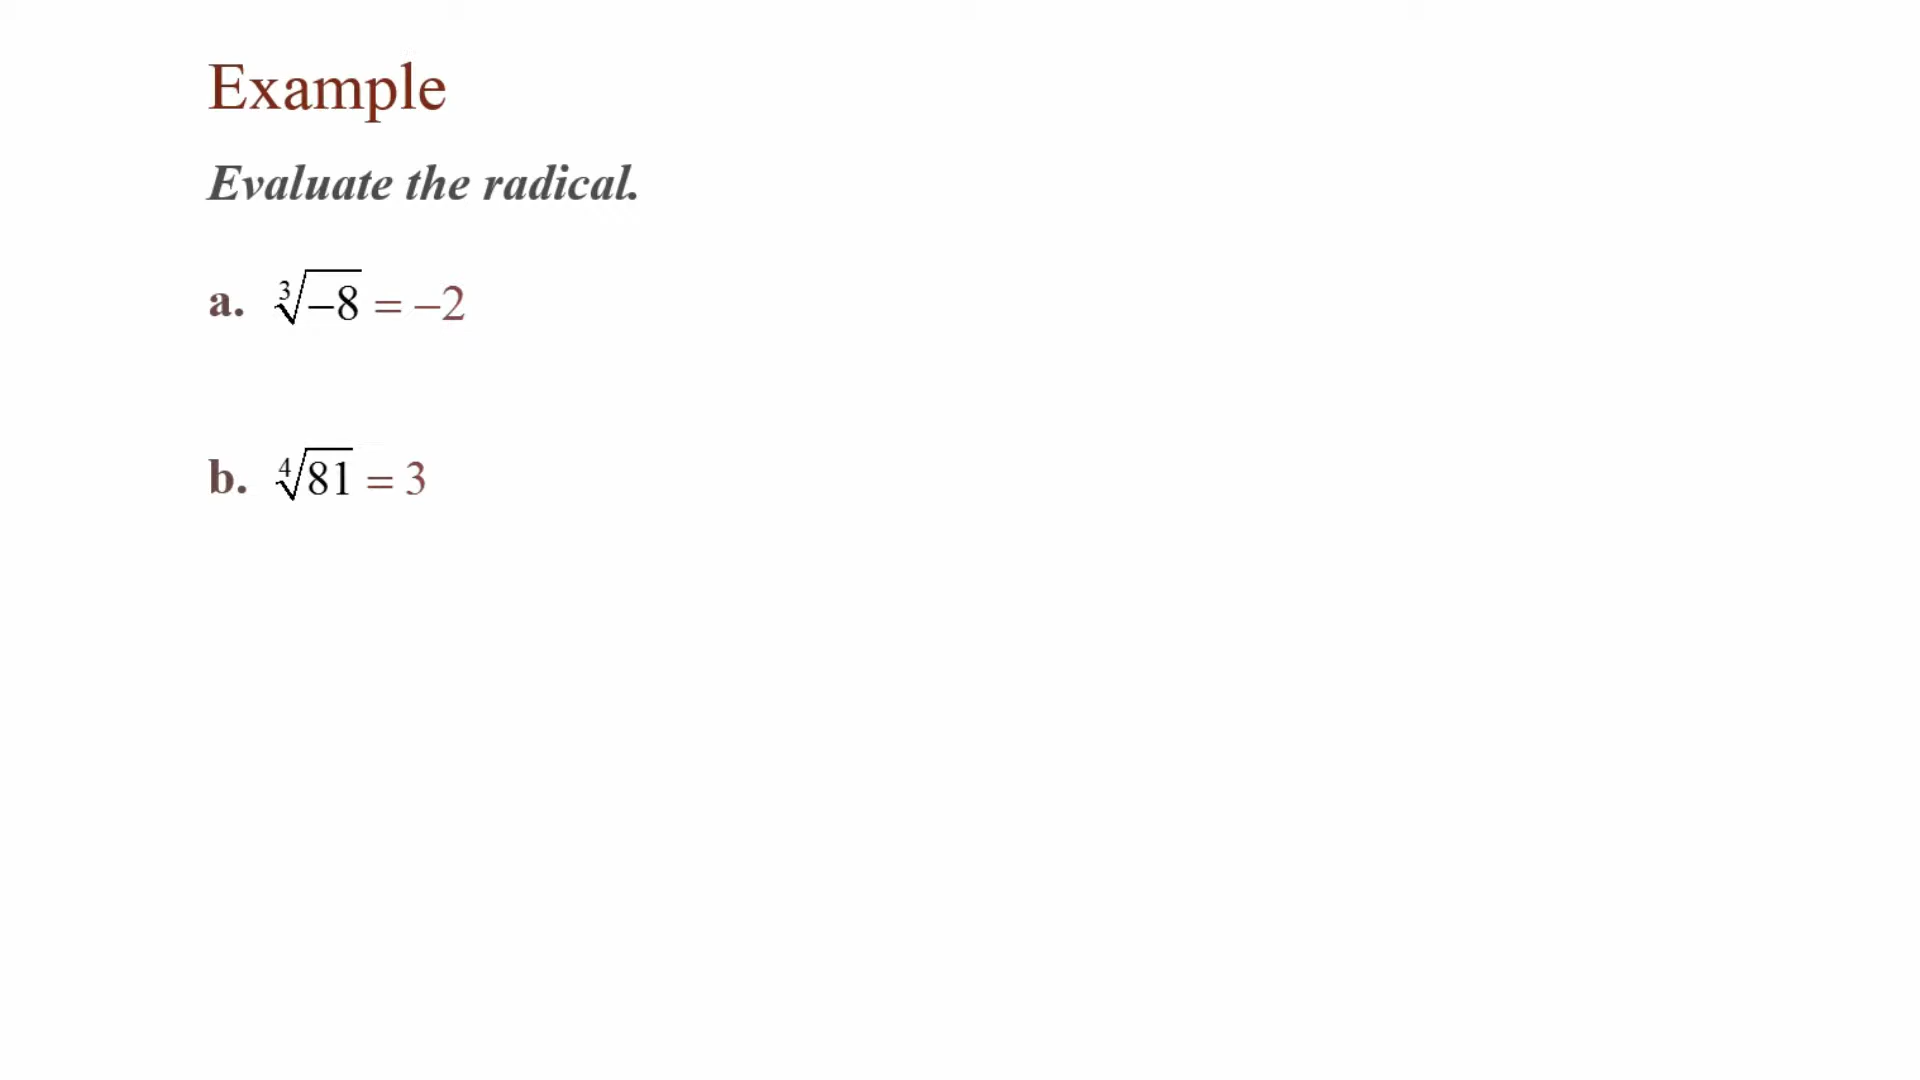 Example
Evaluate the radical.
a. ∛−8 = −2
b. ∜81 = 3